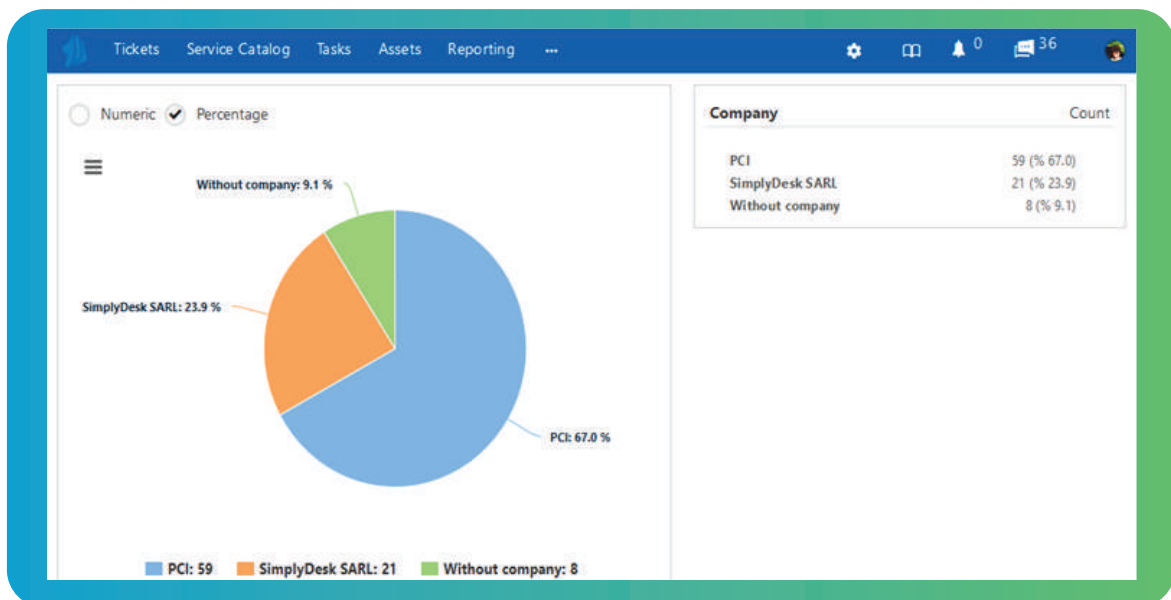 Tickets Service Catalog Tasks Assets Reporting ... 0 36
Numeric Percentage
Without company: 9.1 %
SimplyDesk SARL: 23.9 %
PCI: 67.0 %
PCI: 59 SimplyDesk SARL: 21 Without company: 8
Company Count
PCI 59 (% 67.0)
SimplyDesk SARL 21 (% 23.9)
Without company 8 (% 9.1)